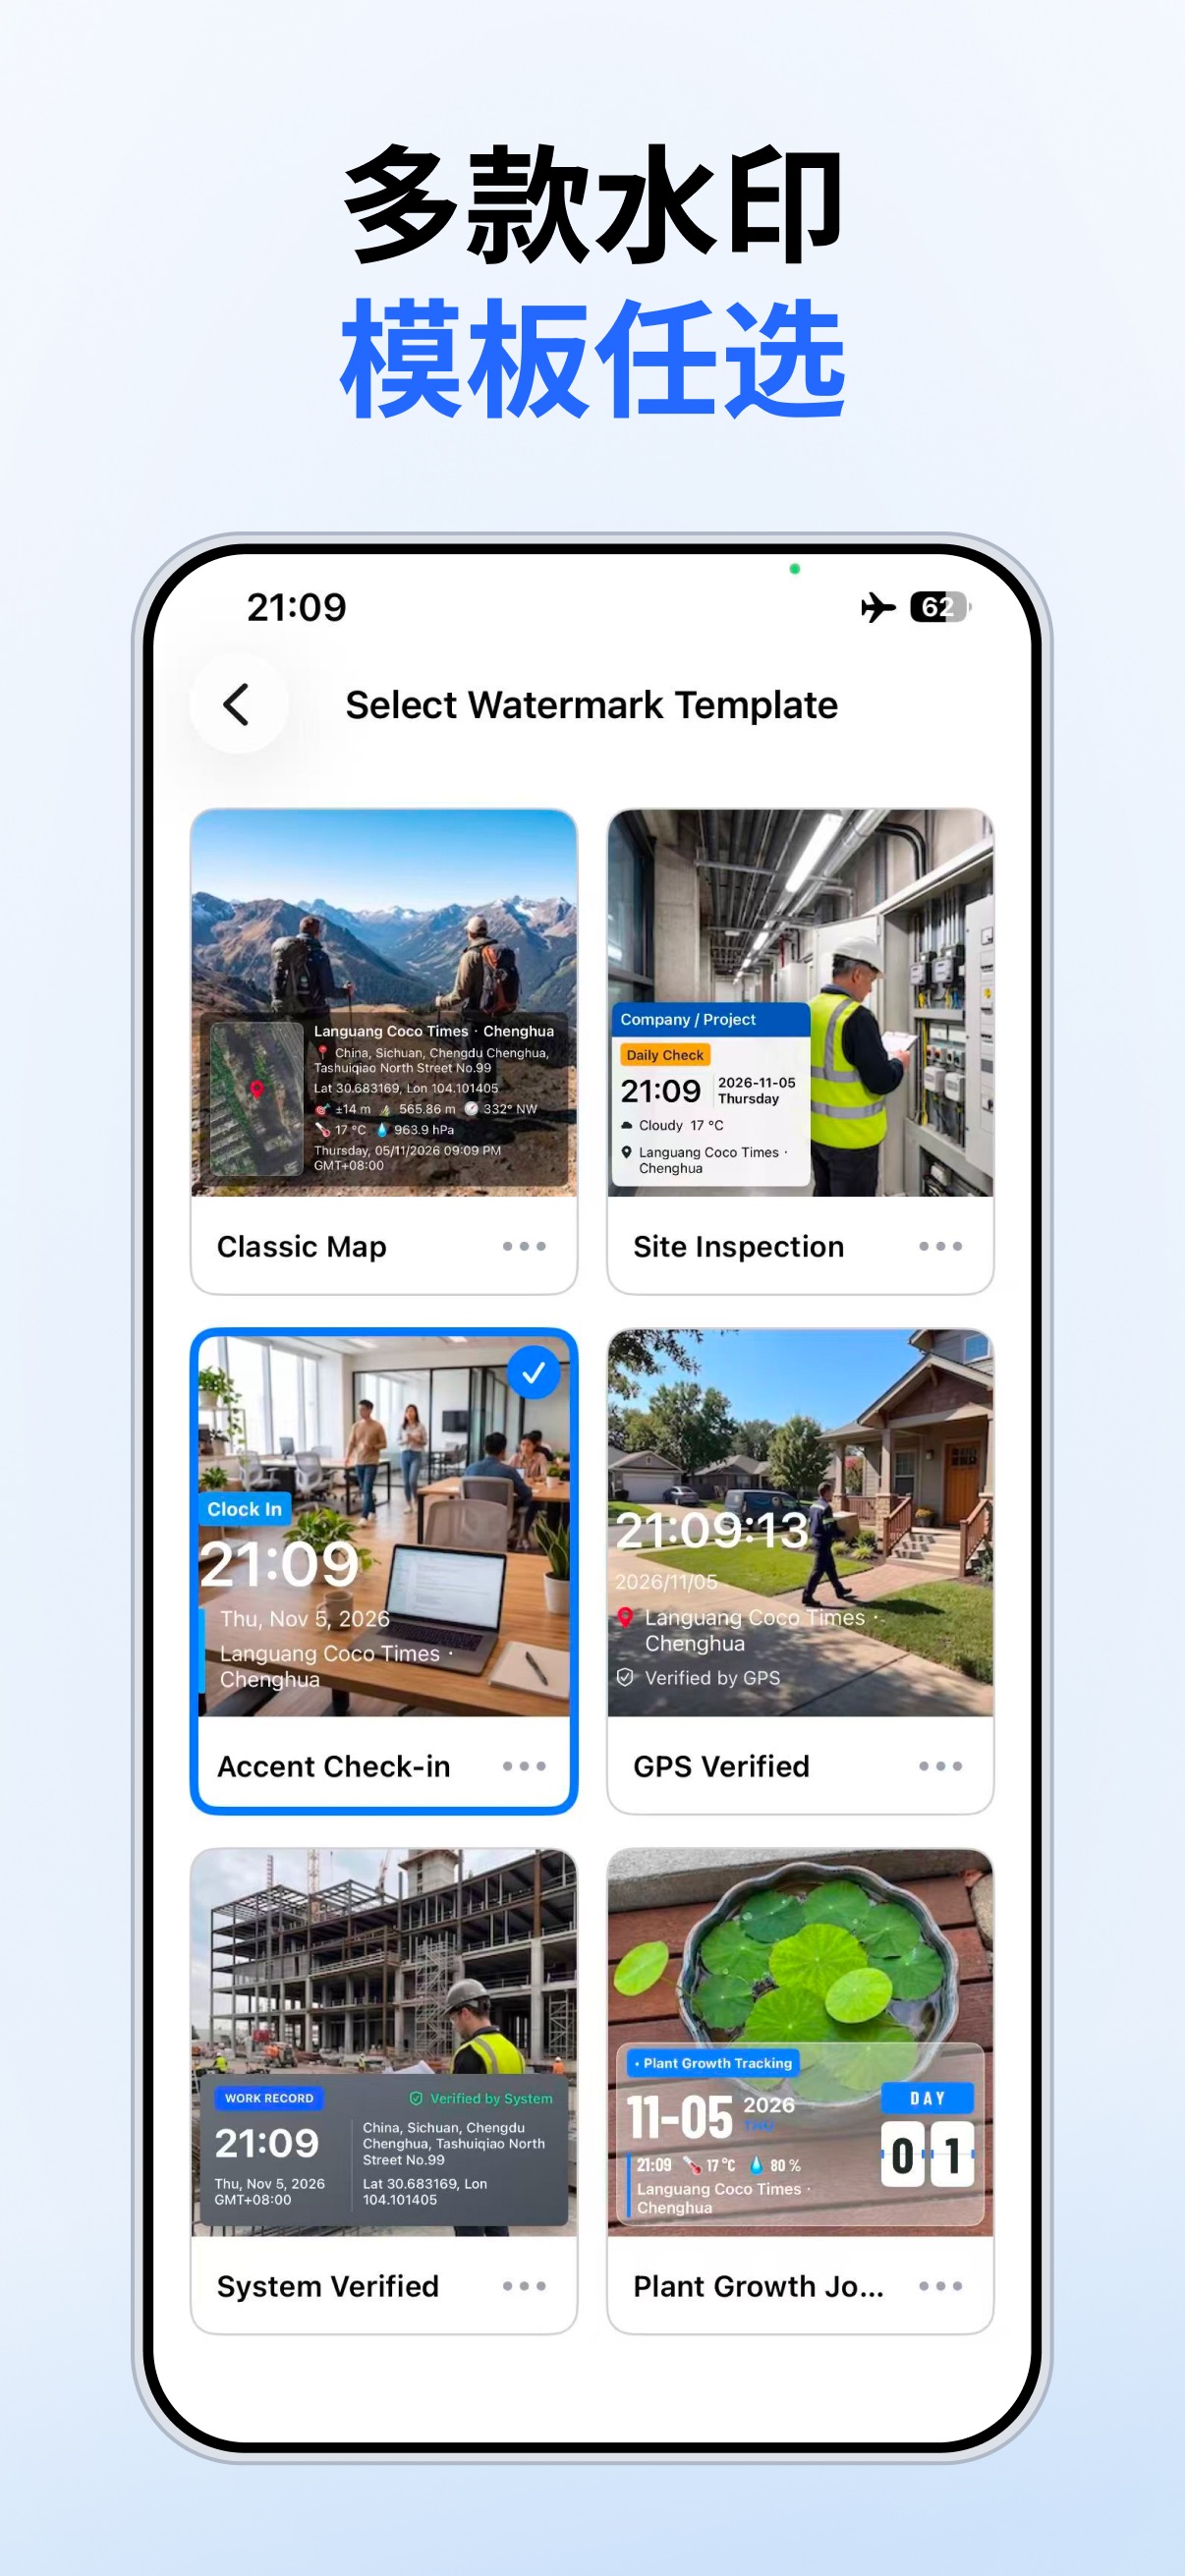 多款水印
模板任选
21:09
62
Select Watermark Template
Languang Coco Times · Chenghua
China, Sichuan, Chengdu Chenghua,
Tashuiqiao North Street No.99
Lat 30.683169, Lon 104.101405
±14 m 565.86 m 332° NW
17 °C 963.9 hPa
Thursday, 05/11/2026 09:09 PM
GMT+08:00
Classic Map
Company / Project
Daily Check
21:09
2026-11-05
Thursday
Cloudy 17 °C
Languang Coco Times ·
Chenghua
Site Inspection
Clock In
21:09
Thu, Nov 5, 2026
Languang Coco Times ·
Chenghua
Accent Check-in
21:09:13
2026/11/05
Languang Coco Times ·
Chenghua
Verified by GPS
GPS Verified
WORK RECORD
Verified by System
21:09
Thu, Nov 5, 2026
GMT+08:00
China, Sichuan, Chengdu
Chenghua, Tashuiqiao North
Street No.99
Lat 30.683169, Lon
104.101405
System Verified
• Plant Growth Tracking
11-05
2026
THU
21:09 17 °C 80 %
Languang Coco Times ·
Chenghua
DAY
01
Plant Growth Jo...